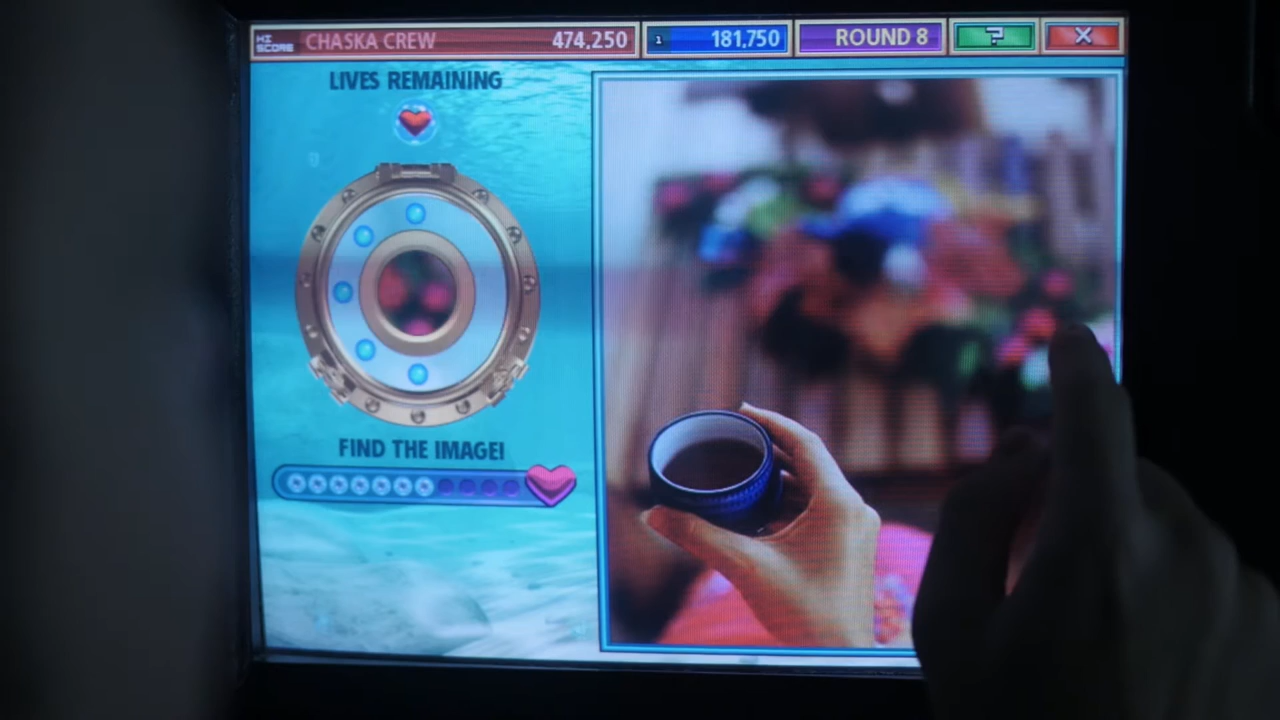 HI SCORE CHASKA CREW 474,250
1 181,750
ROUND 8
?
X
LIVES REMAINING
FIND THE IMAGE!